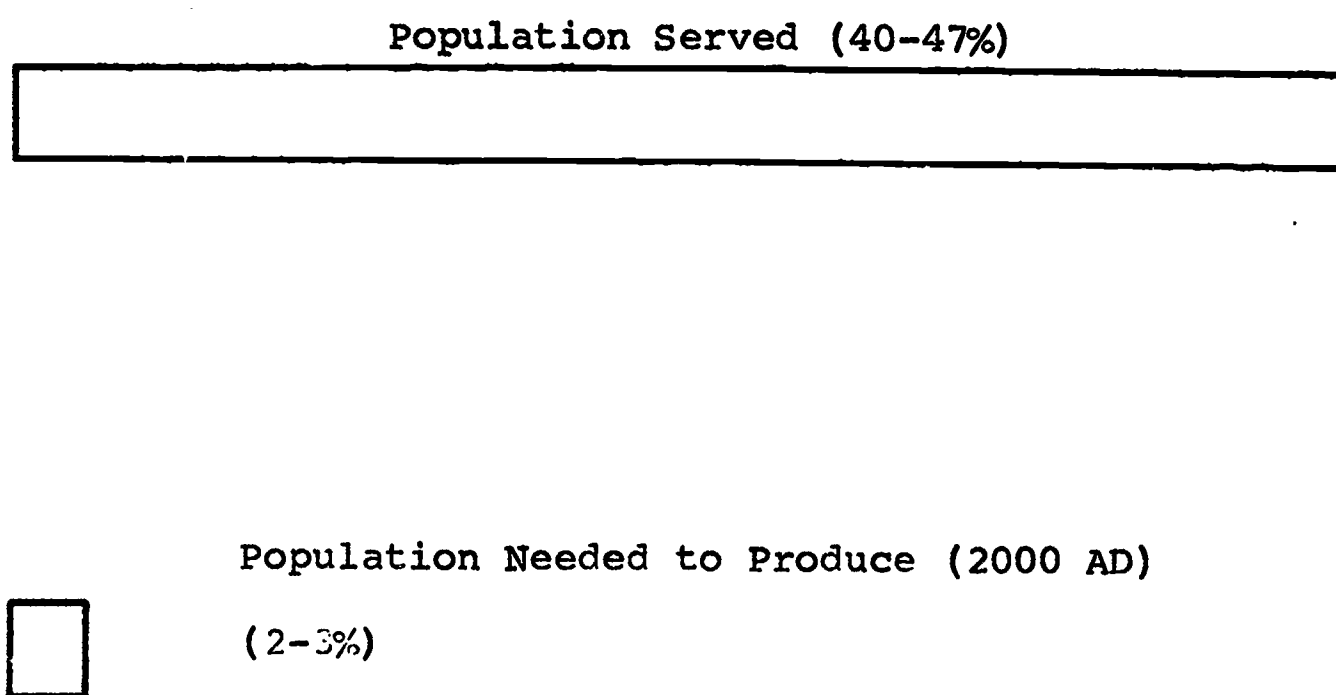 Population Served (40-47%)
Population Needed to Produce (2000 AD)
(2-3%)